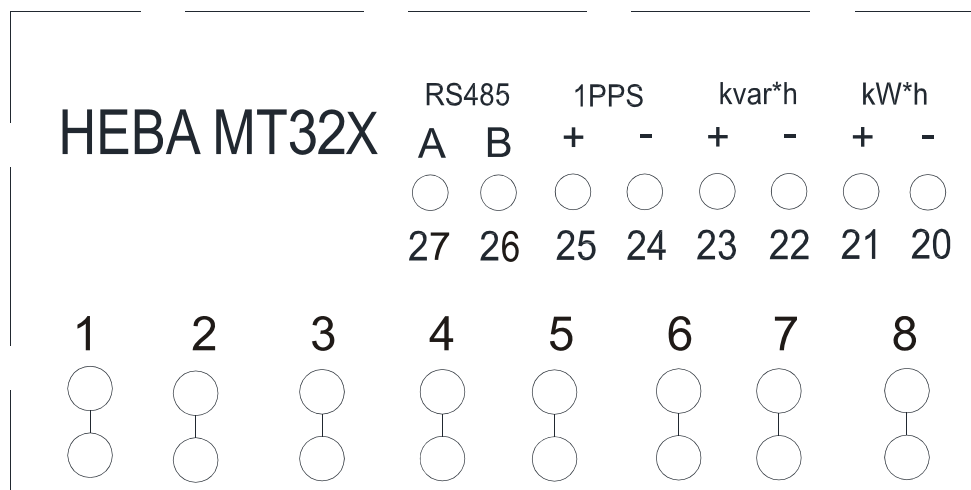 RS485 1PPS kvar*h kW*h
HEBA MT32X
A B + - + - + -
27 26 25 24 23 22 21 20
1 2 3 4 5 6 7 8